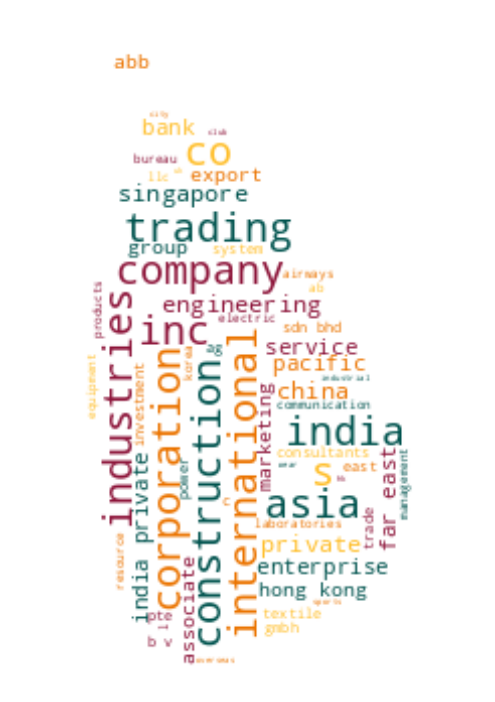 abb
city
bank
club
co
bureau
llc
export
singapore
trading
group
system
company
airways
ab
products
industries
engineering
electric
inc
sdn bhd
service
pacific
korea
industrial
china
equipment
investment
corporation
construction
international
marketing
communication
india
consultants
s
east
far east
management
power
india private
asia
laboratories
trade
private
resource
enterprise
associate
hong kong
pte
textile
gmbh
b v
overseas